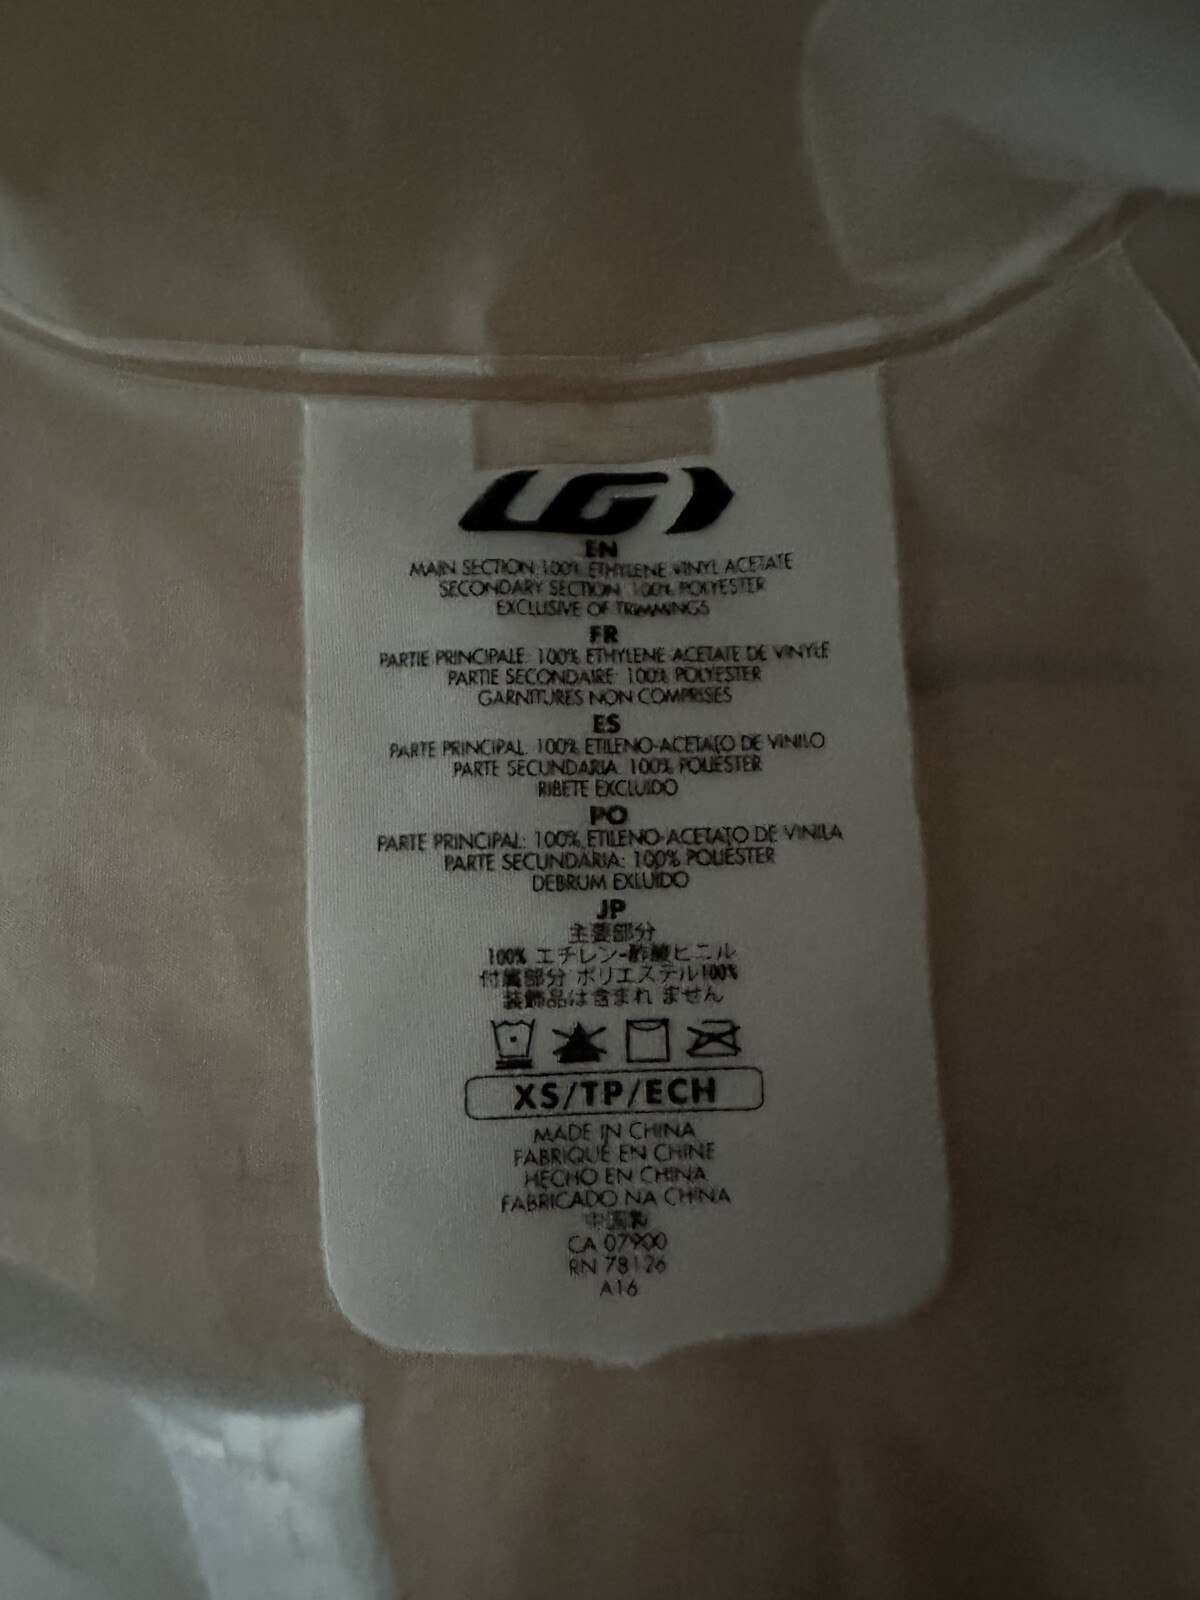 LG
EN
MAIN SECTION: 100% ETHYLENE VINYL ACETATE
SECONDARY SECTION: 100% POLYESTER
EXCLUSIVE OF TRIMMINGS
FR
PARTIE PRINCIPALE: 100% ETHYLENE-ACETATE DE VINYLE
PARTIE SECONDAIRE: 100% POLYESTER
GARNITURES NON COMPRISES
ES
PARTE PRINCIPAL: 100% ETILENO-ACETATO DE VINILO
PARTE SECUNDARIA: 100% POLIÉSTER
RIBETE EXCLUIDO
PO
PARTE PRINCIPAL: 100% ETILENO-ACETATO DE VINILA
PARTE SECUNDÁRIA: 100% POLIÉSTER
DEBRUM EXLUÍDO
JP
主要部分
100% エチレン-酢酸ビニル
付属部分 ポリエステル100%
装飾品は含まれ ません
XS/TP/ECH
MADE IN CHINA
FABRIQUÉ EN CHINE
HECHO EN CHINA
FABRICADO NA CHINA
中国製
CA 07900
RN 78126
A16